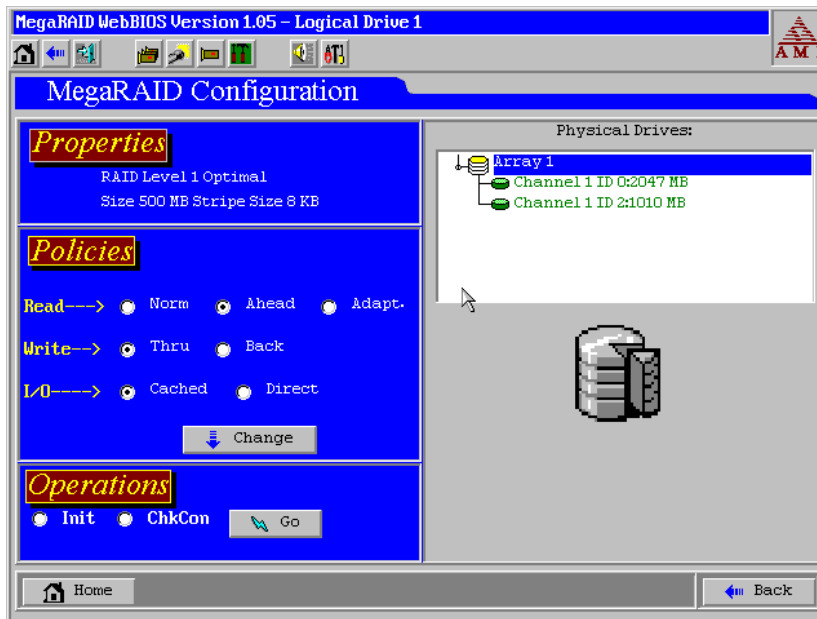 MegaRAID WebBIOS Version 1.05 – Logical Drive 1
AM
MegaRAID Configuration
Properties
RAID Level 1 Optimal
Size 500 MB Stripe Size 8 KB
Policies
Read---> Norm Ahead Adapt.
Write--> Thru Back
I/O----> Cached Direct
Change
Operations
Init ChkCon Go
Physical Drives:
Array 1
Channel 1 ID 0:2047 MB
Channel 1 ID 2:1010 MB
Home
Back